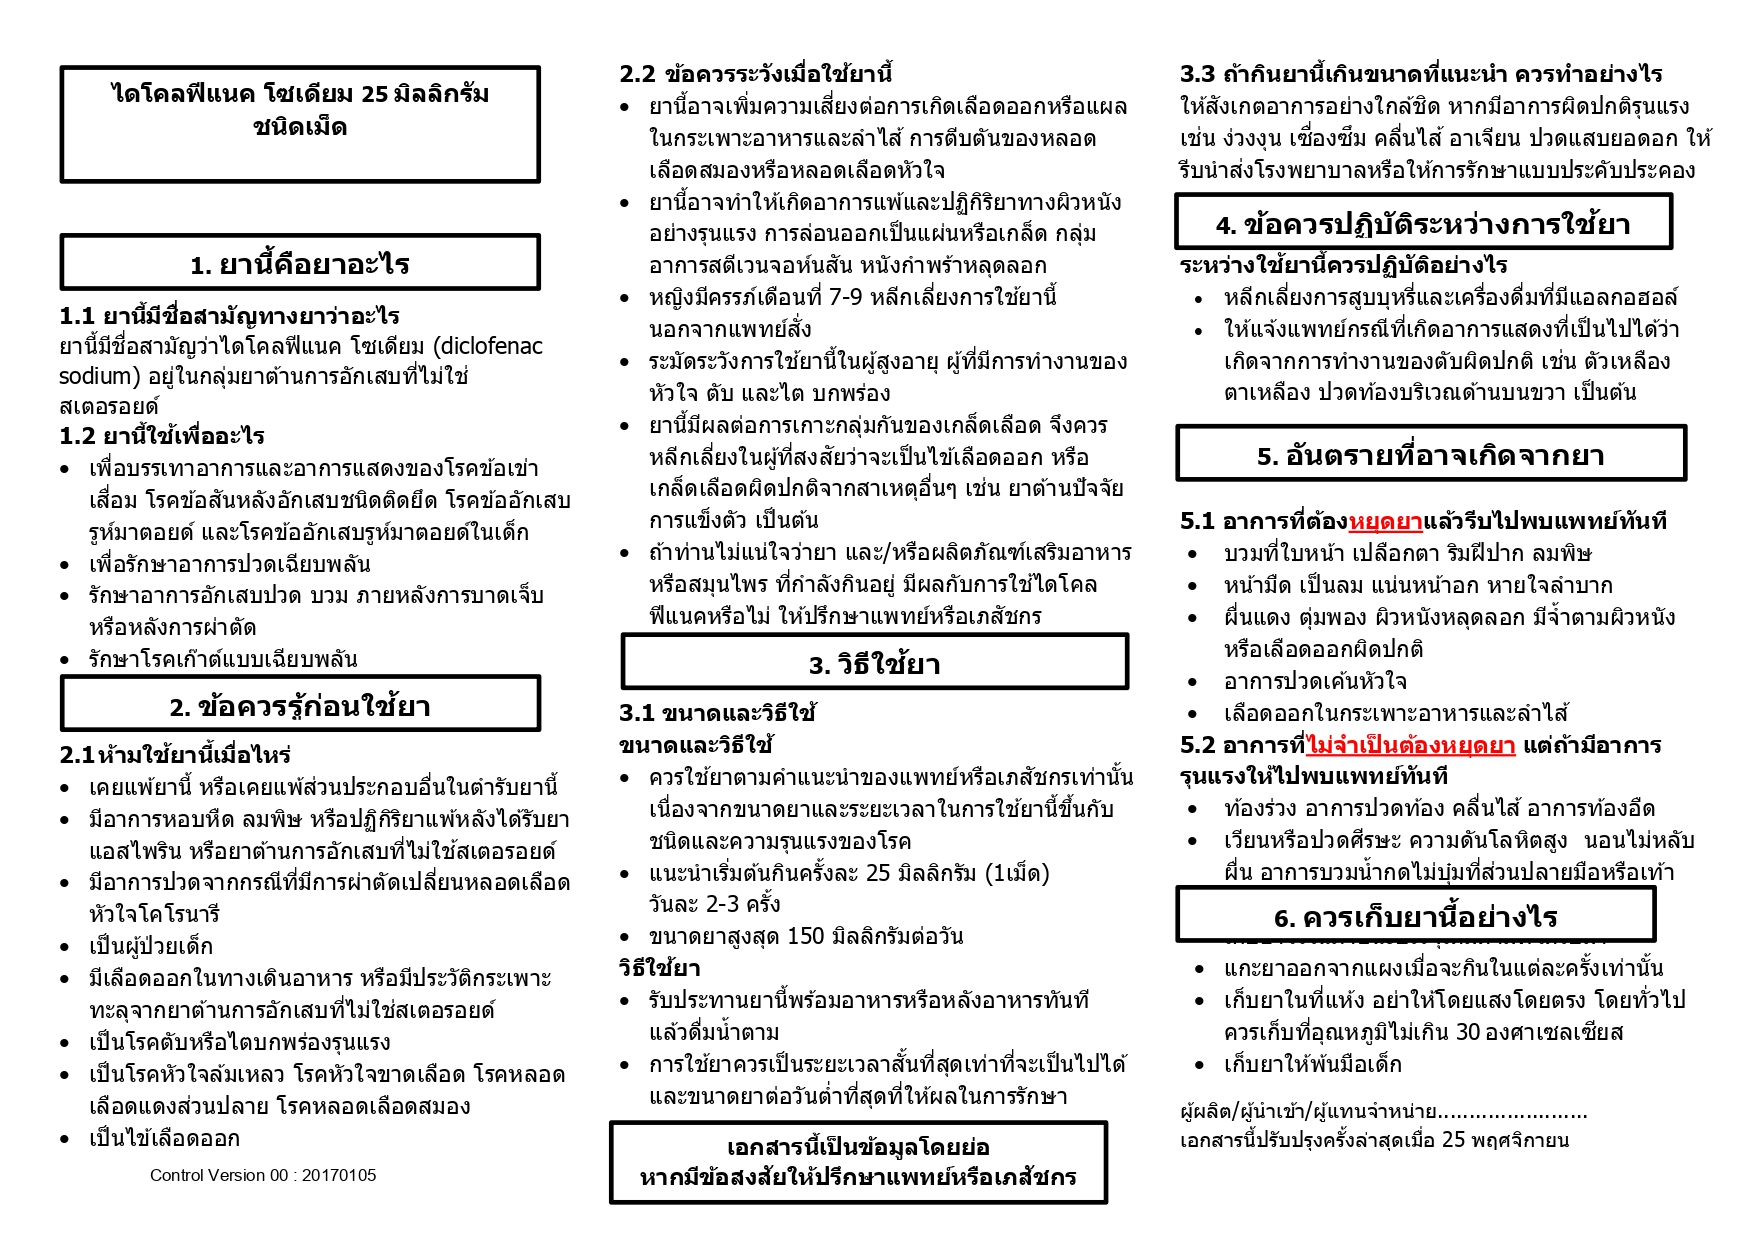 ไดโคลฟีแนค โซเดียม 25 มิลลิกรัม
ชนิดเม็ด
1. ยานี้คือยาอะไร
1.1 ยานี้มีชื่อสามัญทางยาว่าอะไร
ยานี้มีชื่อสามัญว่าไดโคลฟีแนค โซเดียม (diclofenac
sodium) อยู่ในกลุ่มยาต้านการอักเสบที่ไม่ใช่
สเตอรอยด์
1.2 ยานี้ใช้เพื่ออะไร
• เพื่อบรรเทาอาการและอาการแสดงของโรคข้อเข่า
เสื่อม โรคข้อสันหลังอักเสบชนิดติดยึด โรคข้ออักเสบ
รูห์มาตอยด์ และโรคข้ออักเสบรูห์มาตอยด์ในเด็ก
• เพื่อรักษาอาการปวดเฉียบพลัน
• รักษาอาการอักเสบปวด บวม ภายหลังการบาดเจ็บ
หรือหลังการผ่าตัด
• รักษาโรคเก๊าต์แบบเฉียบพลัน
2. ข้อควรรู้ก่อนใช้ยา
2.1 ห้ามใช้ยานี้เมื่อไหร่
• เคยแพ้ยานี้ หรือเคยแพ้ส่วนประกอบอื่นในตำรับยานี้
• มีอาการหอบหืด ลมพิษ หรือปฏิกิริยาแพ้หลังได้รับยา
แอสไพริน หรือยาต้านการอักเสบที่ไม่ใช้สเตอรอยด์
• มีอาการปวดจากกรณีที่มีการผ่าตัดเปลี่ยนหลอดเลือด
หัวใจโคโรนารี
• เป็นผู้ป่วยเด็ก
• มีเลือดออกในทางเดินอาหาร หรือมีประวัติกระเพาะ
ทะลุจากยาต้านการอักเสบที่ไม่ใช่สเตอรอยด์
• เป็นโรคตับหรือไตบกพร่องรุนแรง
• เป็นโรคหัวใจล้มเหลว โรคหัวใจขาดเลือด โรคหลอด
เลือดแดงส่วนปลาย โรคหลอดเลือดสมอง
• เป็นไข้เลือดออก
Control Version 00 : 20170105
2.2 ข้อควรระวังเมื่อใช้ยานี้
• ยานี้อาจเพิ่มความเสี่ยงต่อการเกิดเลือดออกหรือแผล
ในกระเพาะอาหารและลำไส้ การตีบตันของหลอด
เลือดสมองหรือหลอดเลือดหัวใจ
• ยานี้อาจทำให้เกิดอาการแพ้และปฏิกิริยาทางผิวหนัง
อย่างรุนแรง การล่อนออกเป็นแผ่นหรือเกล็ด กลุ่ม
อาการสตีเวนจอห์นสัน หนังกำพร้าหลุดลอก
• หญิงมีครรภ์เดือนที่ 7-9 หลีกเลี่ยงการใช้ยานี้
นอกจากแพทย์สั่ง
• ระมัดระวังการใช้ยานี้ในผู้สูงอายุ ผู้ที่มีการทำงานของ
หัวใจ ตับ และไต บกพร่อง
• ยานี้มีผลต่อการเกาะกลุ่มกันของเกล็ดเลือด จึงควร
หลีกเลี่ยงในผู้ที่สงสัยว่าจะเป็นไข้เลือดออก หรือ
เกล็ดเลือดผิดปกติจากสาเหตุอื่นๆ เช่น ยาต้านปัจจัย
การแข็งตัว เป็นต้น
• ถ้าท่านไม่แน่ใจว่ายา และ/หรือผลิตภัณฑ์เสริมอาหาร
หรือสมุนไพร ที่กำลังกินอยู่ มีผลกับการใช้ไดโคล
ฟีแนคหรือไม่ ให้ปรึกษาแพทย์หรือเภสัชกร
3. วิธีใช้ยา
3.1 ขนาดและวิธีใช้
ขนาดและวิธีใช้
• ควรใช้ยาตามคำแนะนำของแพทย์หรือเภสัชกรเท่านั้น
เนื่องจากขนาดยาและระยะเวลาในการใช้ยานี้ขึ้นกับ
ชนิดและความรุนแรงของโรค
• แนะนำเริ่มต้นกินครั้งละ 25 มิลลิกรัม (1เม็ด)
วันละ 2-3 ครั้ง
• ขนาดยาสูงสุด 150 มิลลิกรัมต่อวัน
วิธีใช้ยา
• รับประทานยานี้พร้อมอาหารหรือหลังอาหารทันที
แล้วดื่มน้ำตาม
• การใช้ยาควรเป็นระยะเวลาสั้นที่สุดเท่าที่จะเป็นไปได้
และขนาดยาต่อวันต่ำที่สุดที่ให้ผลในการรักษา
เอกสารนี้เป็นข้อมูลโดยย่อ
หากมีข้อสงสัยให้ปรึกษาแพทย์หรือเภสัชกร
3.3 ถ้ากินยานี้เกินขนาดที่แนะนำ ควรทำอย่างไร
ให้สังเกตอาการอย่างใกล้ชิด หากมีอาการผิดปกติรุนแรง
เช่น ง่วงงุน เซื่องซึม คลื่นไส้ อาเจียน ปวดแสบยอดอก ให้
รีบนำส่งโรงพยาบาลหรือให้การรักษาแบบประคับประคอง
4. ข้อควรปฏิบัติระหว่างการใช้ยา
ระหว่างใช้ยานี้ควรปฏิบัติอย่างไร
• หลีกเลี่ยงการสูบบุหรี่และเครื่องดื่มที่มีแอลกอฮอล์
• ให้แจ้งแพทย์กรณีที่เกิดอาการแสดงที่เป็นไปได้ว่า
เกิดจากการทำงานของตับผิดปกติ เช่น ตัวเหลือง
ตาเหลือง ปวดท้องบริเวณด้านบนขวา เป็นต้น
5. อันตรายที่อาจเกิดจากยา
5.1 อาการที่ต้องหยุดยาแล้วรีบไปพบแพทย์ทันที
• บวมที่ใบหน้า เปลือกตา ริมฝีปาก ลมพิษ
• หน้ามืด เป็นลม แน่นหน้าอก หายใจลำบาก
• ผื่นแดง ตุ่มพอง ผิวหนังหลุดลอก มีจ้ำตามผิวหนัง
หรือเลือดออกผิดปกติ
• อาการปวดเค้นหัวใจ
• เลือดออกในกระเพาะอาหารและลำไส้
5.2 อาการที่ไม่จำเป็นต้องหยุดยา แต่ถ้ามีอาการ
รุนแรงให้ไปพบแพทย์ทันที
• ท้องร่วง อาการปวดท้อง คลื่นไส้ อาการท้องอืด
• เวียนหรือปวดศีรษะ ความดันโลหิตสูง นอนไม่หลับ
ผื่น อาการบวมน้ำกดไม่บุ๋มที่ส่วนปลายมือหรือเท้า
6. ควรเก็บยานี้อย่างไร
• แกะยาออกจากแผงเมื่อจะกินในแต่ละครั้งเท่านั้น
• เก็บยาในที่แห้ง อย่าให้โดยแสงโดยตรง โดยทั่วไป
ควรเก็บที่อุณหภูมิไม่เกิน 30 องศาเซลเซียส
• เก็บยาให้พ้นมือเด็ก
ผู้ผลิต/ผู้นำเข้า/ผู้แทนจำหน่าย........................
เอกสารนี้ปรับปรุงครั้งล่าสุดเมื่อ 25 พฤศจิกายน